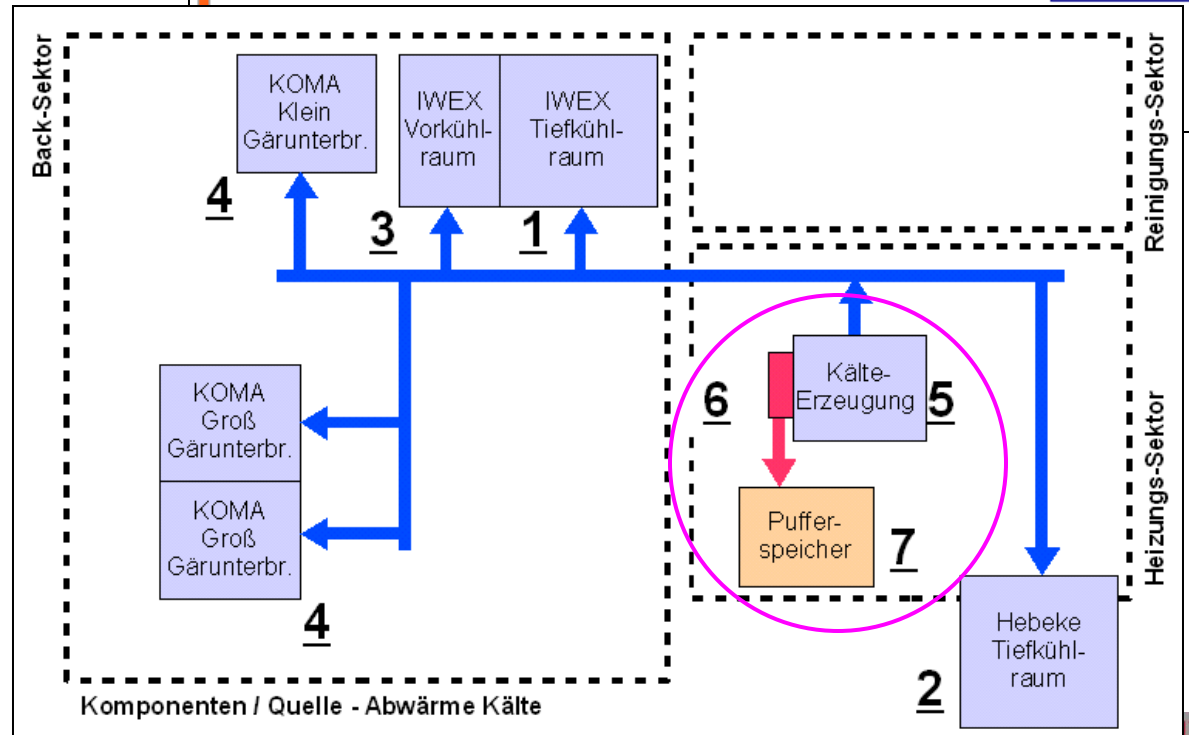 Back-Sektor
KOMA
Klein
Gärunterbr.
4
IWEX
Vorkühl-
raum
3
IWEX
Tiefkühl-
raum
1
Reinigungs-Sektor
KOMA
Groß
Gärunterbr.
KOMA
Groß
Gärunterbr.
4
Kälte-
Erzeugung
5
6
Puffer-
speicher
7
Heizungs-Sektor
Hebeke
Tiefkühl-
raum
2
Komponenten / Quelle - Abwärme Kälte